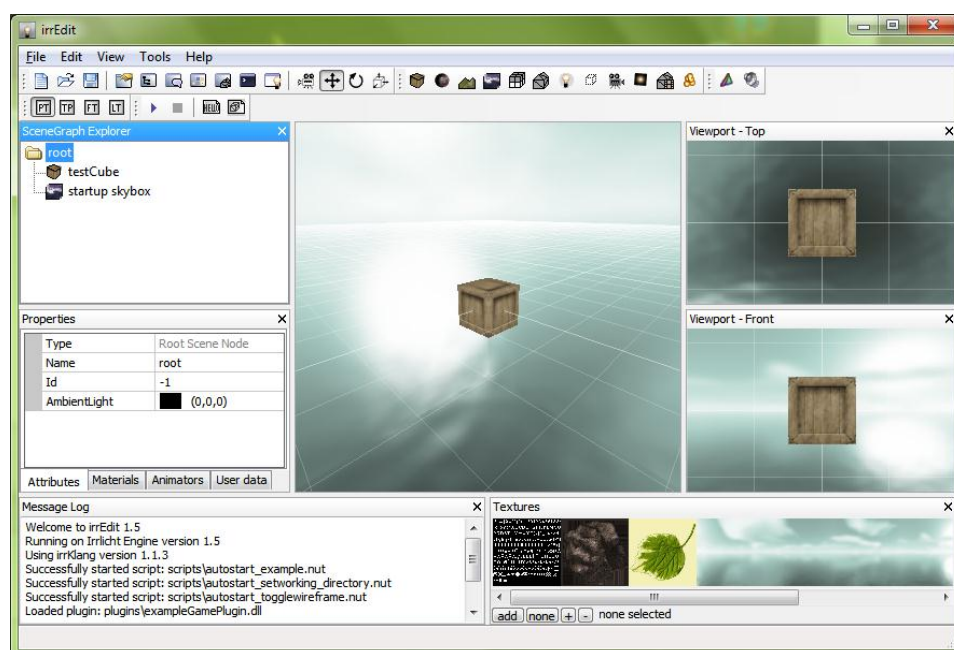 irrEdit
File Edit View Tools Help
PT TP FT LT
SceneGraph Explorer
root
testCube
startup skybox
Viewport - Top
Properties
Type Root Scene Node
Name root
Id -1
AmbientLight (0,0,0)
Attributes Materials Animators User data
Viewport - Front
Message Log
Welcome to irrEdit 1.5
Running on Irrlicht Engine version 1.5
Using irrKlang version 1.1.3
Successfully started script: scripts\autostart_example.nut
Successfully started script: scripts\autostart_setworking_directory.nut
Successfully started script: scripts\autostart_togglewireframe.nut
Loaded plugin: plugins\exampleGamePlugin.dll
Textures
add none + - none selected